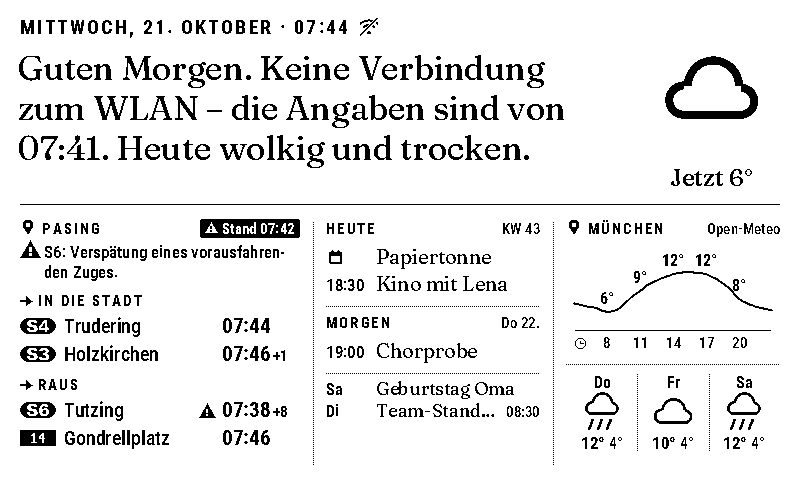 MITTWOCH, 21. OKTOBER · 07:44
Guten Morgen. Keine Verbindung
zum WLAN – die Angaben sind von
07:41. Heute wolkig und trocken.
Jetzt 6°
PASING
Stand 07:42
S6: Verspätung eines vorausfahren-
den Zuges.
IN DIE STADT
S4 Trudering 07:44
S3 Holzkirchen 07:46 +1
RAUS
S6 Tutzing 07:38 +8
14 Gondrellplatz 07:46
HEUTE KW 43
Papiertonne
18:30 Kino mit Lena
MORGEN Do 22.
19:00 Chorprobe
Sa Geburtstag Oma
Di Team-Stand... 08:30
MÜNCHEN Open-Meteo
6° 9° 12° 12° 8°
8 11 14 17 20
Do Fr Sa
12° 4° 10° 4° 12° 4°